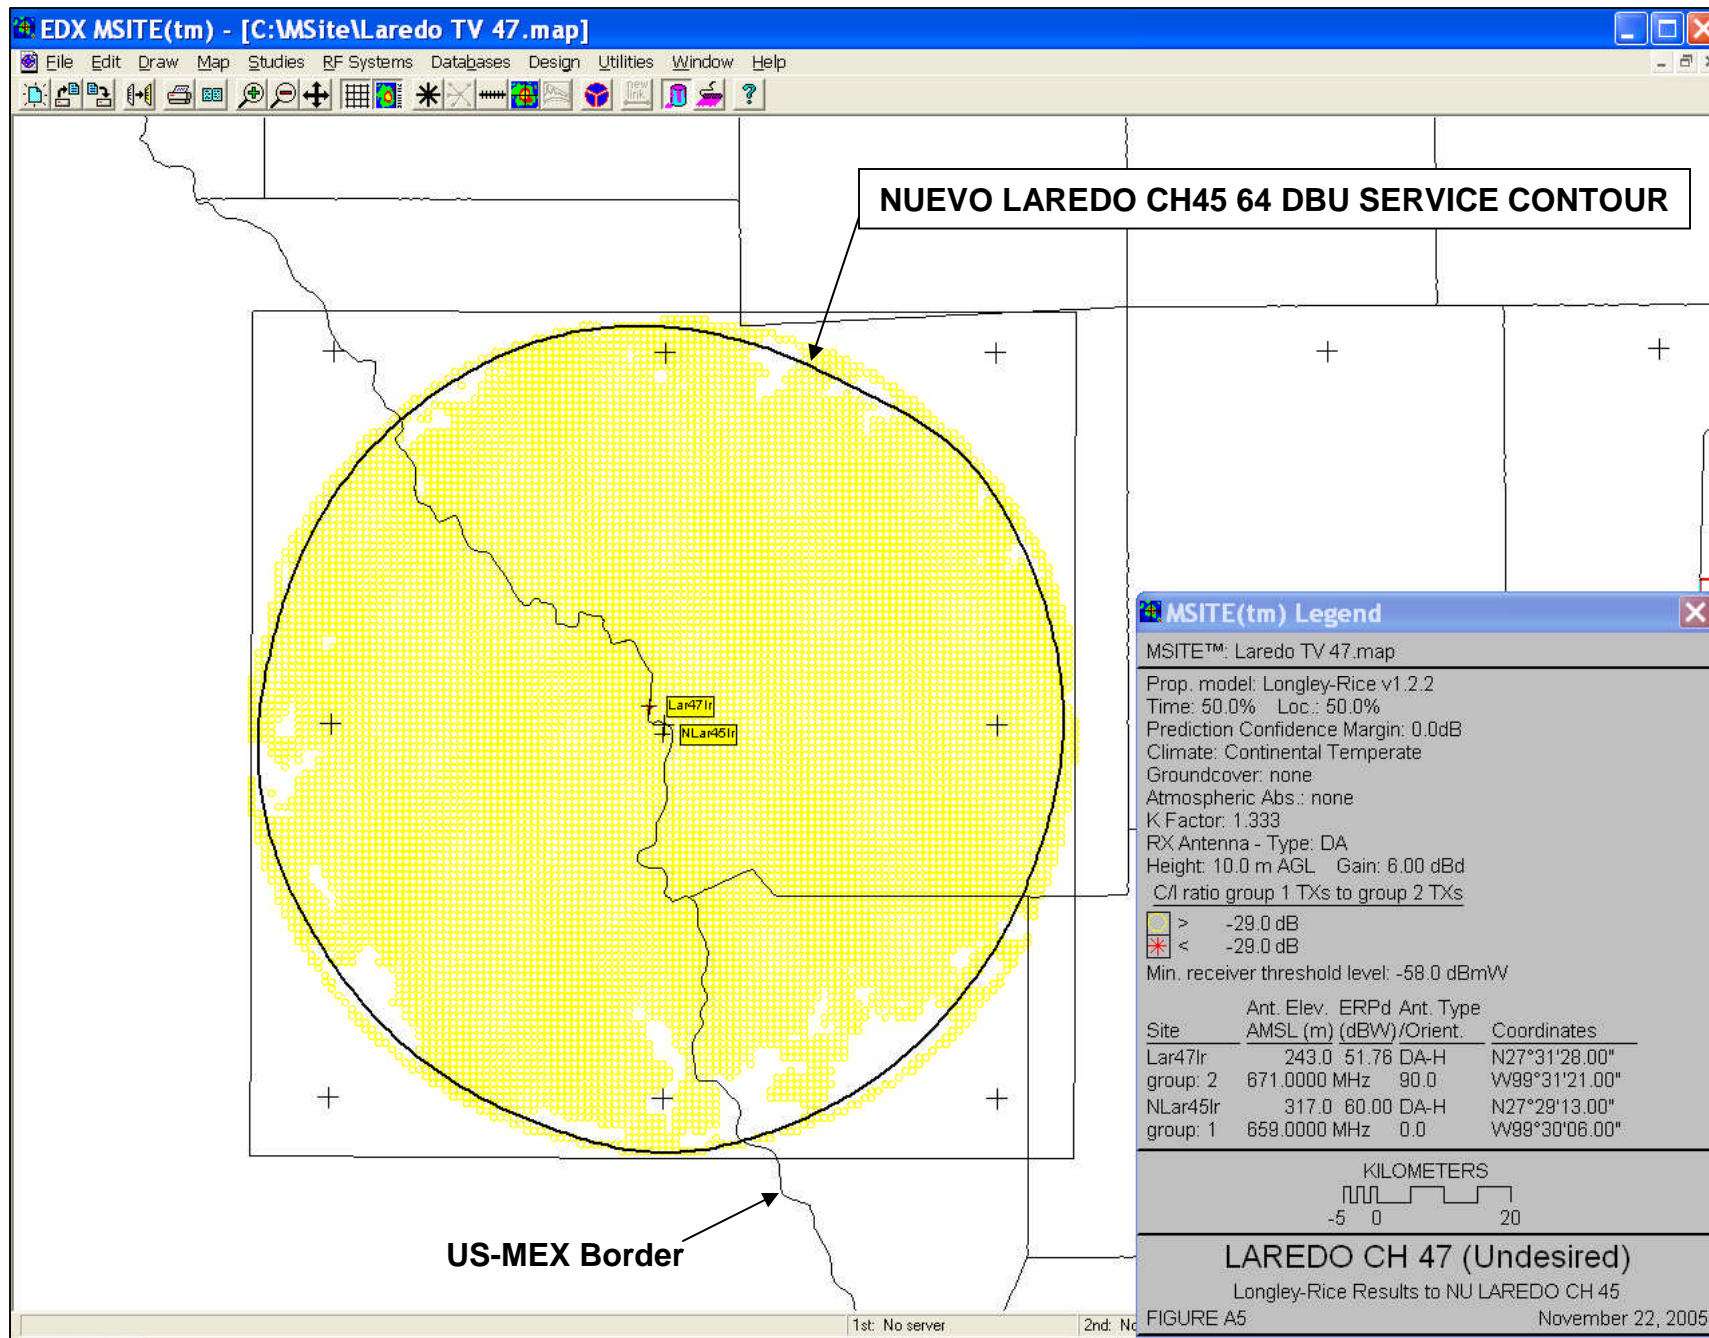 EDX MSITE(tm) - [C:\MSite\Laredo TV 47.map]
File Edit Draw Map Studies RF Systems Databases Design Utilities Window Help
new
link
NUEVO LAREDO CH45 64 DBU SERVICE CONTOUR
Lar47lr
NLar45lr
US-MEX Border
MSITE(tm) Legend
MSITE™: Laredo TV 47.map
Prop. model: Longley-Rice v1.2.2
Time: 50.0% Loc.: 50.0%
Prediction Confidence Margin: 0.0dB
Climate: Continental Temperate
Groundcover: none
Atmospheric Abs.: none
K Factor: 1.333
RX Antenna - Type: DA
Height: 10.0 m AGL Gain: 6.00 dBd
C/I ratio group 1 TXs to group 2 TXs
> -29.0 dB
< -29.0 dB
Min. receiver threshold level: -58.0 dBmW
Ant. Elev. ERPd Ant. Type
Site AMSL (m) (dBW) /Orient. Coordinates
Lar47lr 243.0 51.76 DA-H N27°31'28.00"
group: 2 671.0000 MHz 90.0 W99°31'21.00"
NLar45lr 317.0 60.00 DA-H N27°29'13.00"
group: 1 659.0000 MHz 0.0 W99°30'06.00"
KILOMETERS
-5 0 20
LAREDO CH 47 (Undesired)
Longley-Rice Results to NU LAREDO CH 45
FIGURE A5 November 22, 2005
1st: No server 2nd: